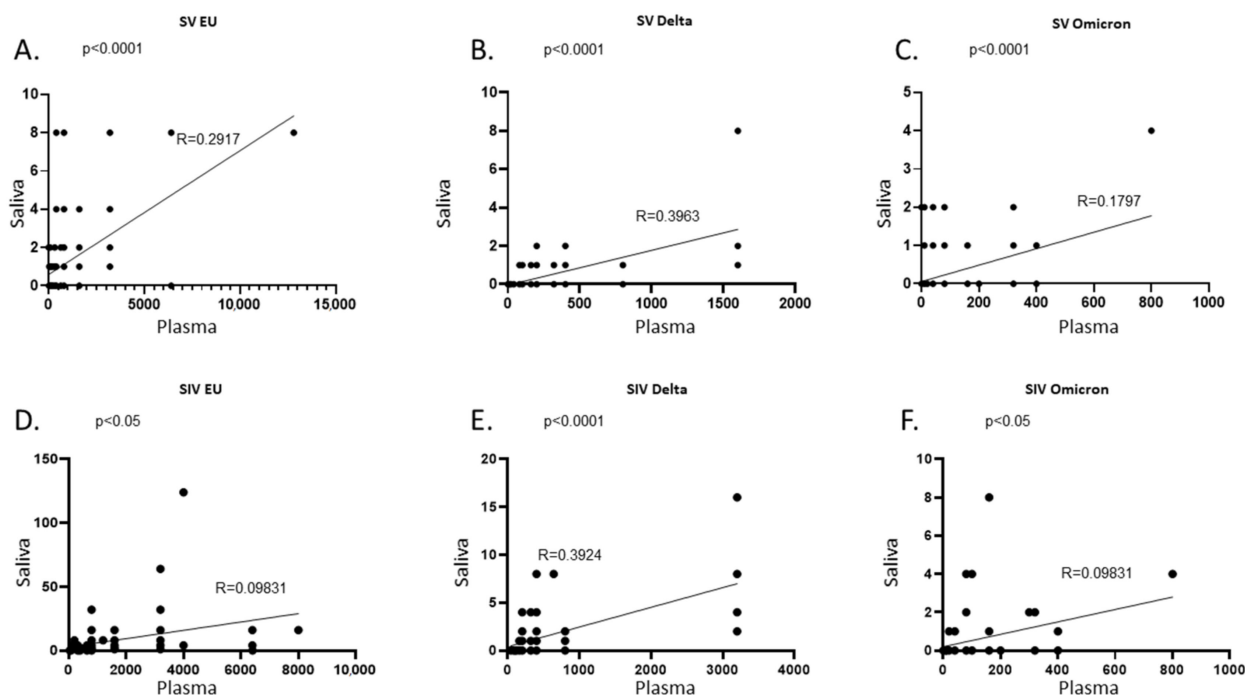 SV EU
A.
p<0.0001
10
8
6
4
2
0
R=0.2917
Saliva
0
5000
10,000
15,000
Plasma
SV Delta
B.
p<0.0001
10
8
6
4
2
0
R=0.3963
Saliva
0
500
1000
1500
2000
Plasma
SV Omicron
C.
p<0.0001
5
4
3
2
1
0
R=0.1797
Saliva
0
200
400
600
800
1000
Plasma
SIV EU
D.
p<0.05
150
100
50
0
R=0.09831
Saliva
0
2000
4000
6000
8000
10,000
Plasma
SIV Delta
E.
p<0.0001
20
15
10
5
0
R=0.3924
Saliva
0
1000
2000
3000
4000
Plasma
SIV Omicron
F.
p<0.05
10
8
6
4
2
0
R=0.09831
Saliva
0
200
400
600
800
1000
Plasma